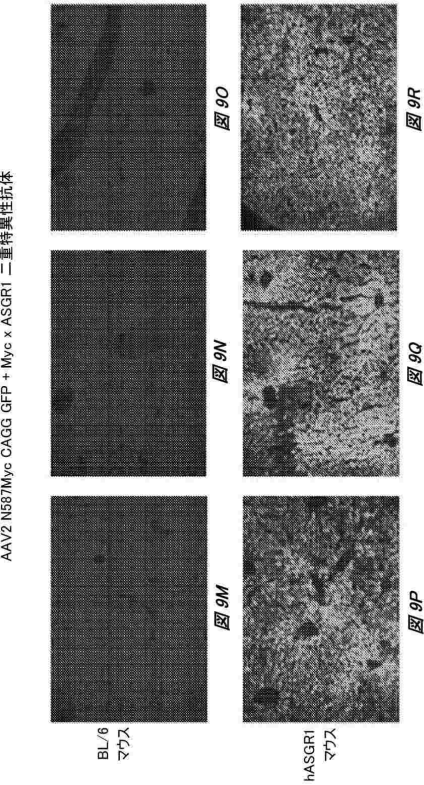 AAV2 N587Myc CAGG GFP + Myc x ASGR1 二重特異性抗体
BL/6
マウス
図 9M
図 9N
図 9O
hASGR1
マウス
図 9P
図 9Q
図 9R